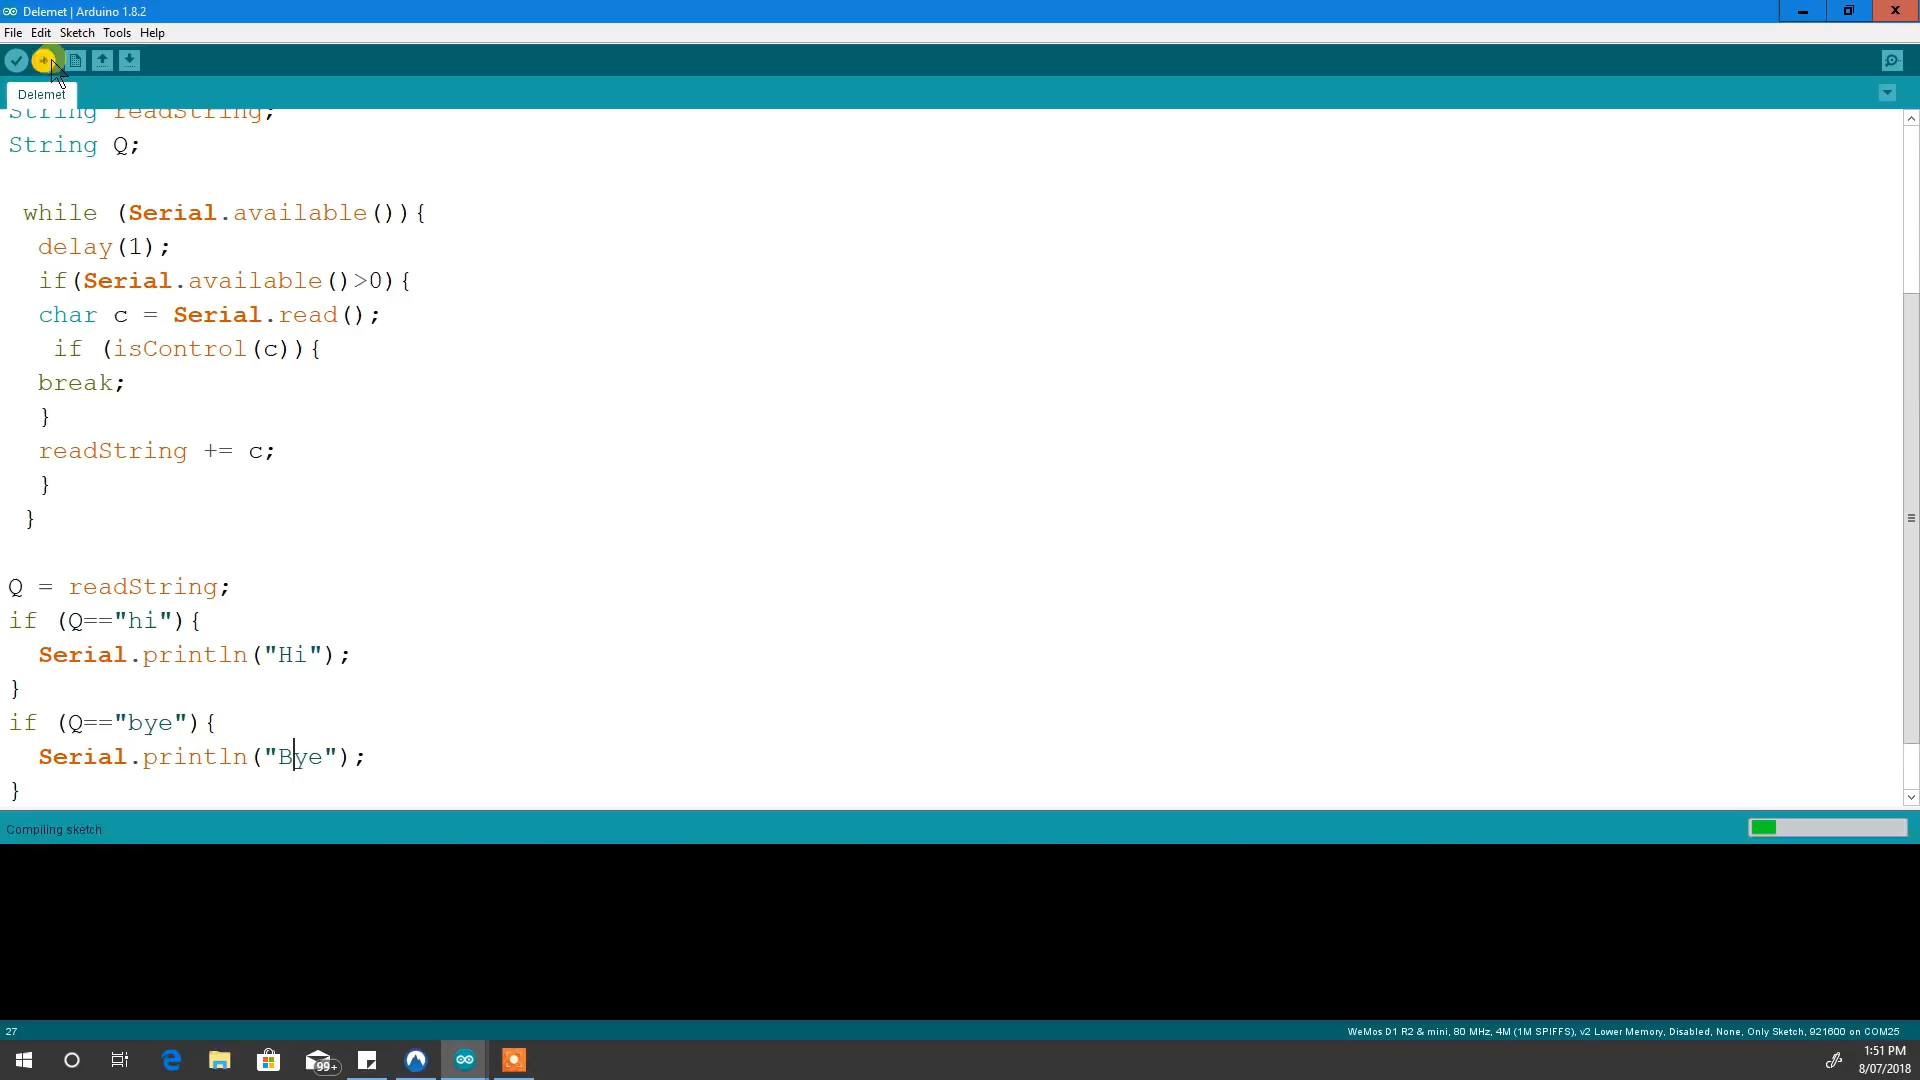 Delemet | Arduino 1.8.2
File Edit Sketch Tools Help
Delemet
String readString;
String Q;
while (Serial.available()){
delay(1);
if(Serial.available()>0){
char c = Serial.read();
if (isControl(c)){
break;
}
readString += c;
}
}
Q = readString;
if (Q=="hi"){
Serial.println("Hi");
}
if (Q=="bye"){
Serial.println("Bye");
}
Compiling sketch
27
WeMos D1 R2 & mini, 80 MHz, 4M (1M SPIFFS), v2 Lower Memory, Disabled, None, Only Sketch, 921600 on COM25
99+
1:51 PM
8/07/2018